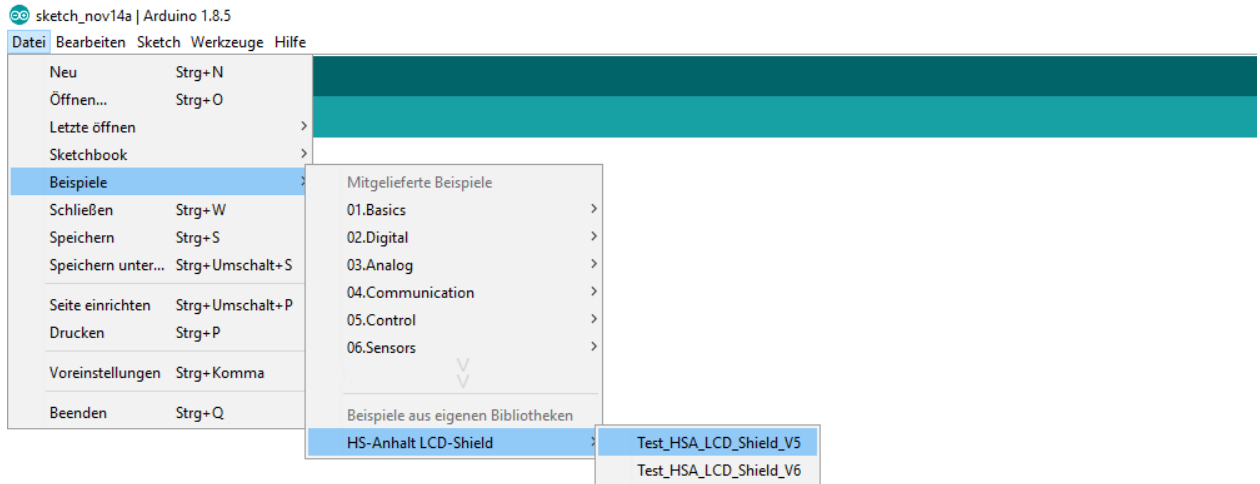 sketch_nov14a | Arduino 1.8.5
Datei Bearbeiten Sketch Werkzeuge Hilfe
Neu Strg+N
Öffnen... Strg+O
Letzte öffnen
Sketchbook
Beispiele
Schließen Strg+W
Speichern Strg+S
Speichern unter... Strg+Umschalt+S
Seite einrichten Strg+Umschalt+P
Drucken Strg+P
Voreinstellungen Strg+Komma
Beenden Strg+Q
Mitgelieferte Beispiele
01.Basics
02.Digital
03.Analog
04.Communication
05.Control
06.Sensors
Beispiele aus eigenen Bibliotheken
HS-Anhalt LCD-Shield
Test_HSA_LCD_Shield_V5
Test_HSA_LCD_Shield_V6